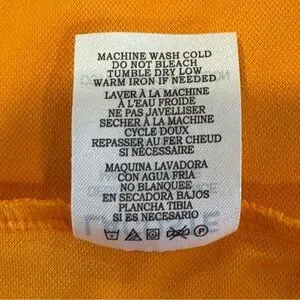 MACHINE WASH COLD
DO NOT BLEACH
TUMBLE DRY LOW
WARM IRON IF NEEDED
LAVER À LA MACHINE
À L'EAU FROIDE
NE PAS JAVELLISER
SECHER À LA MACHINE
CYCLE DOUX
REPASSER AU FER CHEUD
SI NÉCESSAIRE
MAQUINA LAVADORA
CON AGUA FRIA
NO BLANQUEE
EN SECADORA BAJOS
PLANCHA TIBIA
SI ES NECESARIO